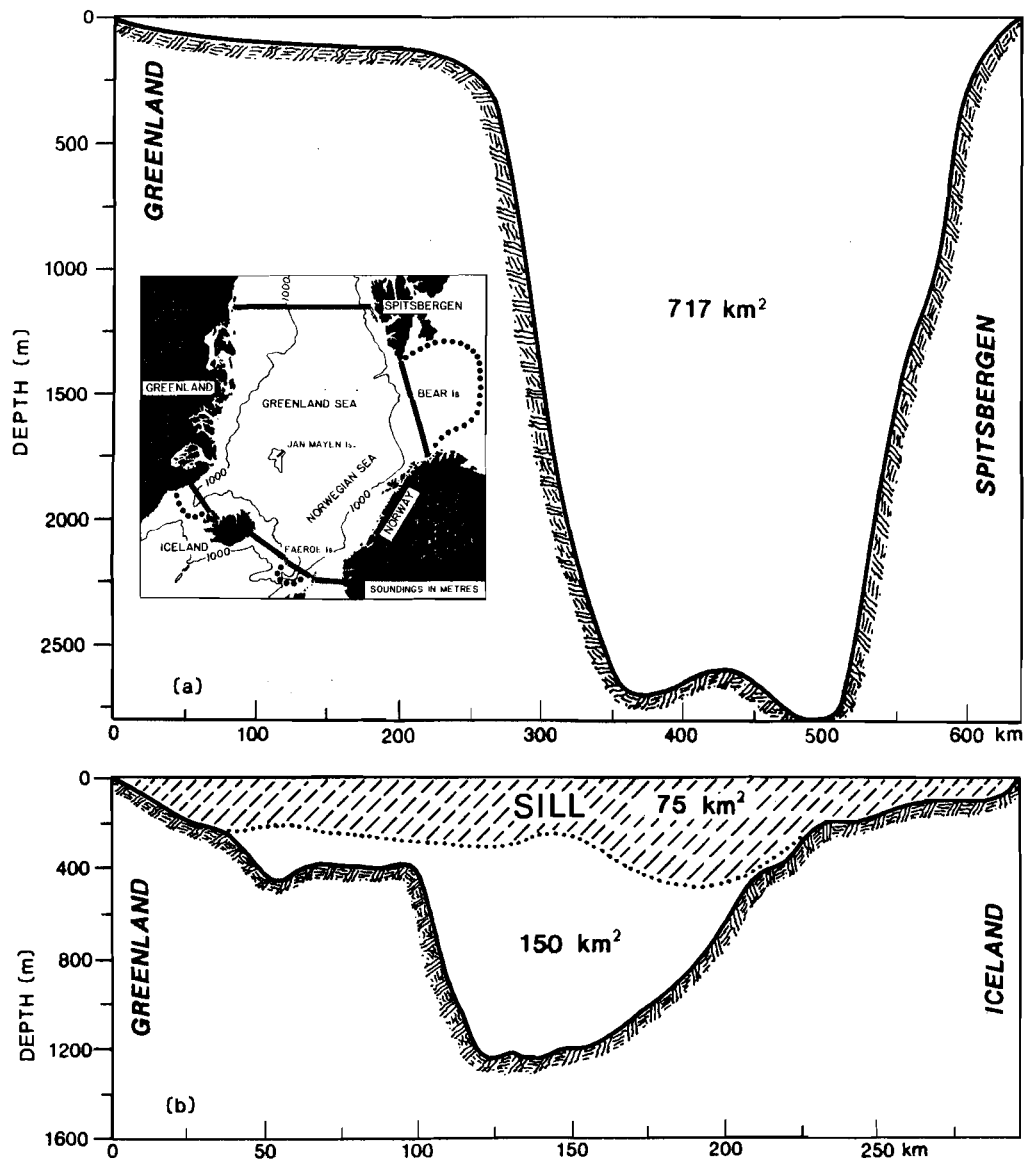 0
500
1000
1500
2000
2500
DEPTH (m)
GREENLAND
717 km²
SPITSBERGEN
1000
SPITSBERGEN
GREENLAND
BEAR Is
GREENLAND SEA
JAN MAYEN Is.
NORWEGIAN SEA
1000
1000
NORWAY
ICELAND
1000
FAEROE Is.
SOUNDINGS IN METRES
(a)
0 100 200 300 400 500 600 km
0
400
800
1200
1600
DEPTH (m)
SILL 75 km²
GREENLAND
150 km²
ICELAND
(b)
0 50 100 150 200 250 km